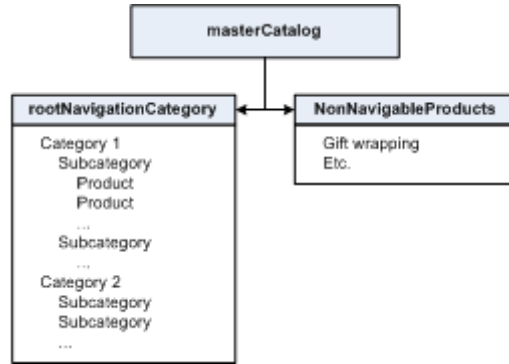 masterCatalog
rootNavigationCategory
Category 1
Subcategory
Product
Product
...
Subcategory
...
Category 2
Subcategory
Subcategory
...
NonNavigableProducts
Gift wrapping
Etc.